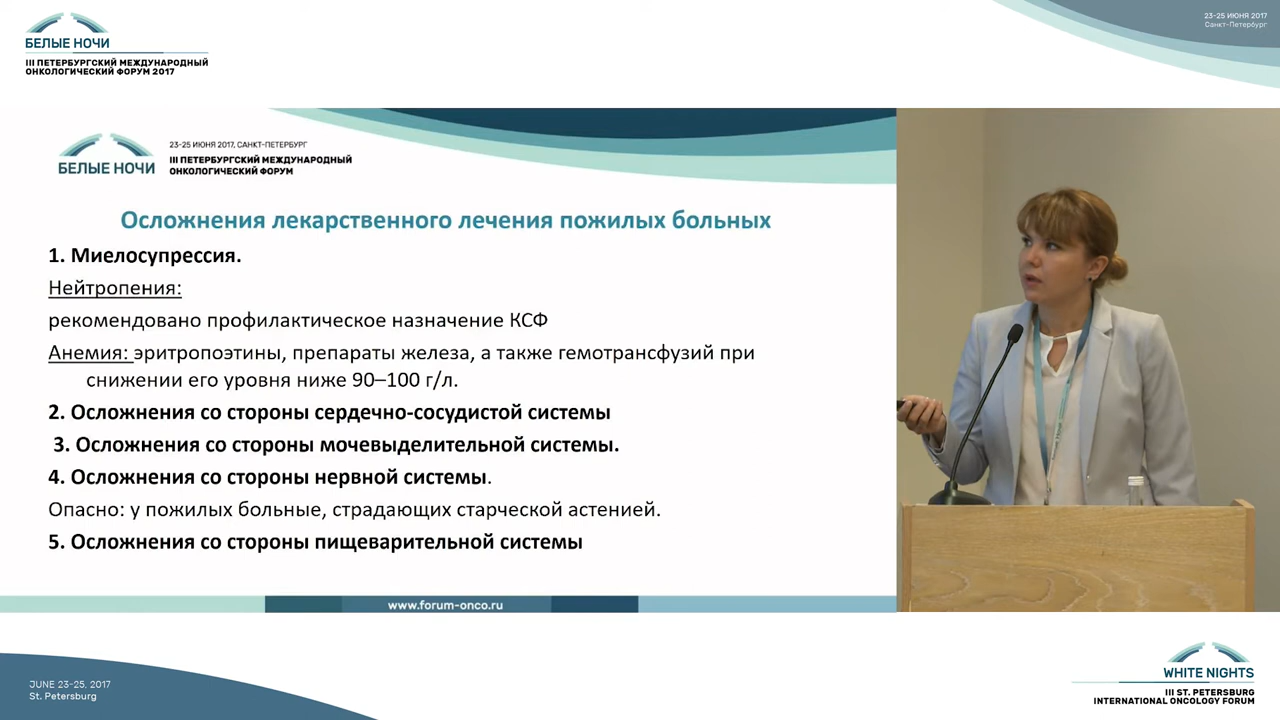 БЕЛЫЕ НОЧИ
III ПЕТЕРБУРГСКИЙ МЕЖДУНАРОДНЫЙ
ОНКОЛОГИЧЕСКИЙ ФОРУМ 2017
23-25 ИЮНЯ 2017
Санкт-Петербург
БЕЛЫЕ НОЧИ
23-25 ИЮНЯ 2017, САНКТ-ПЕТЕРБУРГ
III ПЕТЕРБУРГСКИЙ МЕЖДУНАРОДНЫЙ
ОНКОЛОГИЧЕСКИЙ ФОРУМ
Осложнения лекарственного лечения пожилых больных
1. Миелосупрессия.
Нейтропения:
рекомендовано профилактическое назначение КСФ
Анемия: эритропоэтины, препараты железа, а также гемотрансфузий при
снижении его уровня ниже 90–100 г/л.
2. Осложнения со стороны сердечно-сосудистой системы
3. Осложнения со стороны мочевыделительной системы.
4. Осложнения со стороны нервной системы.
Опасно: у пожилых больные, страдающих старческой астенией.
5. Осложнения со стороны пищеварительной системы
www.forum-onco.ru
JUNE 23-25, 2017
St. Petersburg
WHITE NIGHTS
III ST. PETERSBURG
INTERNATIONAL ONCOLOGY FORUM